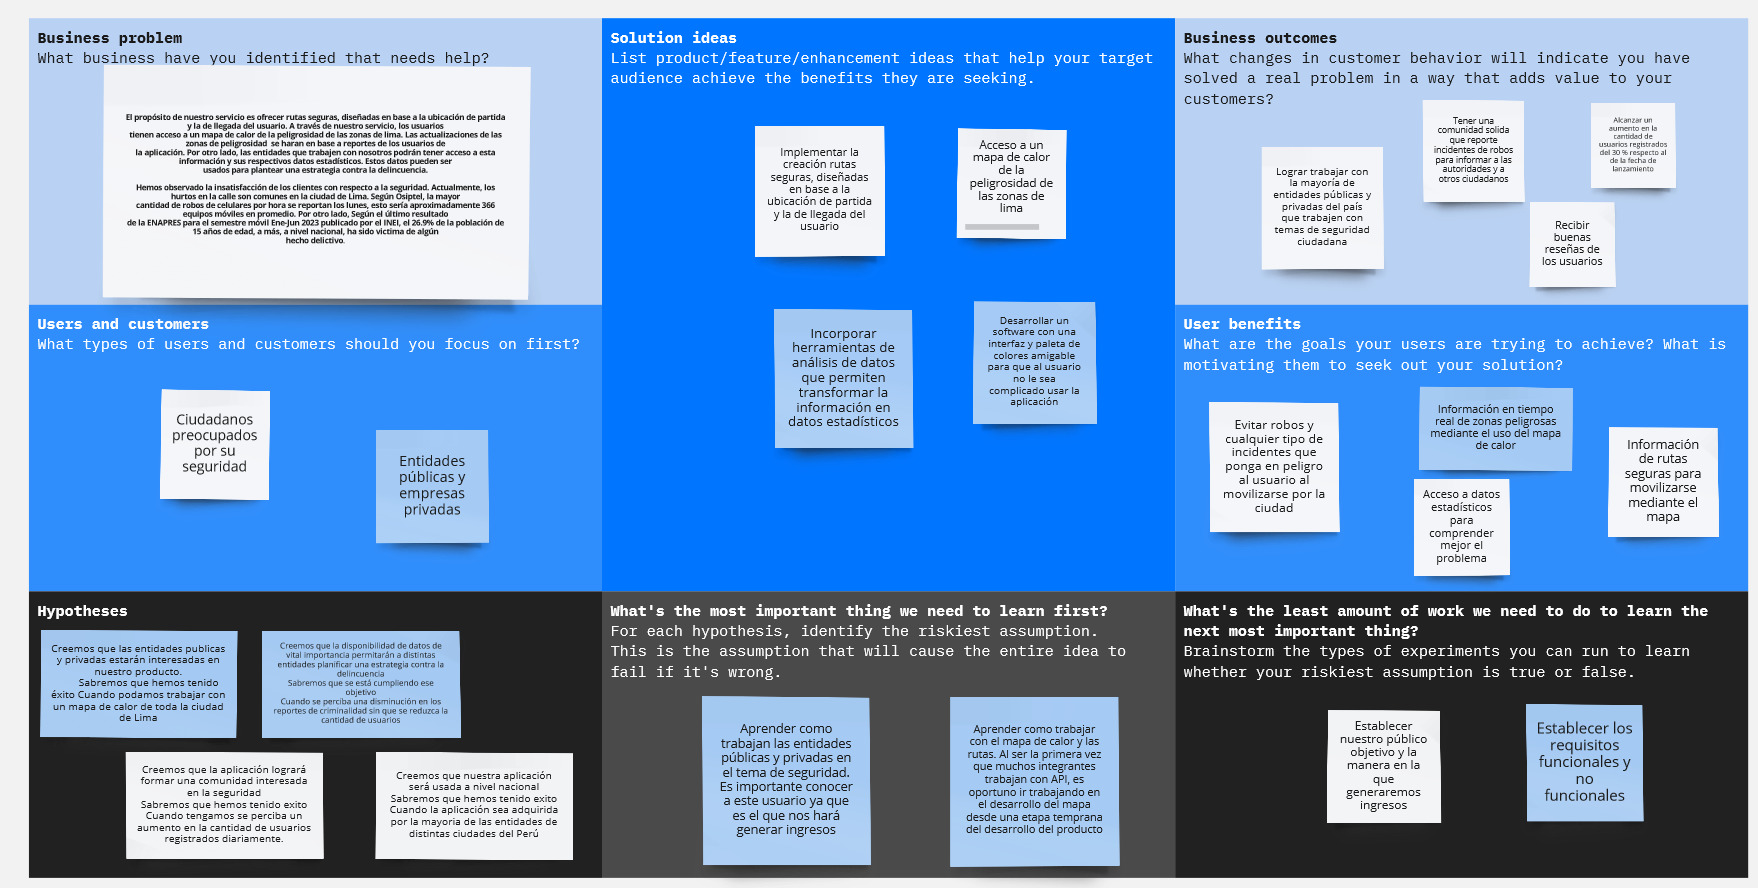 Business problem
What business have you identified that needs help?
El propósito de nuestro servicio es ofrecer rutas seguras, diseñadas en base a la ubicación de partida
y la de llegada del usuario. A través de nuestro servicio, los usuarios
tienen acceso a un mapa de calor de la peligrosidad de las zonas de lima. Las actualizaciones de las
zonas de peligrosidad se haran en base a reportes de los usuarios de
la aplicación. Por otro lado, las entidades que trabajen con nosotros podrán tener acceso a esta
información y sus respectivos datos estadísticos. Estos datos pueden ser
usados para plantear una estrategia contra la delincuencia.
Hemos observado la insatisfacción de los clientes con respecto a la seguridad. Actualmente, los
hurtos en la calle son comunes en la ciudad de Lima. Según Osiptel, la mayor
cantidad de robos de celulares por hora se reportan los lunes, esto sería aproximadamente 366
equipos móviles en promedio. Por otro lado, Según el último resultado
de la ENAPRES para el semestre móvil Ene-Jun 2023 publicado por el INEI, el 26.9% de la población de
15 años de edad, a más, a nivel nacional, ha sido victima de algún
hecho delictivo.
Solution ideas
List product/feature/enhancement ideas that help your target
audience achieve the benefits they are seeking.
Implementar la
creación rutas
seguras, diseñadas
en base a la
ubicación de partida
y la de llegada del
usuario
Acceso a un
mapa de calor
de la
peligrosidad de
las zonas de
lima
Incorporar
herramientas de
análisis de datos
que permiten
transformar la
información en
datos estadísticos
Desarrollar un
software con una
interfaz y paleta de
colores amigable
para que al usuario
no le sea
complicado usar la
aplicación
Business outcomes
What changes in customer behavior will indicate you have
solved a real problem in a way that adds value to your
customers?
Lograr trabajar con
la mayoría de
entidades públicas y
privadas del país
que trabajen con
temas de seguridad
ciudadana
Tener una
comunidad solida
que reporte
incidentes de robos
para informar a las
autoridades y a
otros ciudadanos
Alcanzar un
aumento en la
cantidad de
usuarios registrados
del 30 % respecto al
de la fecha de
lanzamiento
Recibir
buenas
reseñas de
los usuarios
Users and customers
What types of users and customers should you focus on first?
Ciudadanos
preocupados
por su
seguridad
Entidades
públicas y
empresas
privadas
User benefits
What are the goals your users are trying to achieve? What is
motivating them to seek out your solution?
Evitar robos y
cualquier tipo de
incidentes que
ponga en peligro
al usuario al
movilizarse por la
ciudad
Información en tiempo
real de zonas peligrosas
mediante el uso del mapa
de calor
Acceso a datos
estadísticos
para
comprender
mejor el
problema
Información
de rutas
seguras para
movilizarse
mediante el
mapa
Hypotheses
Creemos que las entidades publicas
y privadas estarán interesadas en
nuestro producto.
Sabremos que hemos tenido
éxito Cuando podamos trabajar con
un mapa de calor de toda la ciudad
de Lima
Creemos que la disponibilidad de datos de
vital importancia permitarán a distintas
entidades planificar una estrategia contra la
delincuencia
Sabremos que se está cumpliendo ese
objetivo
Cuando se perciba una disminución en los
reportes de criminalidad sin que se reduzca la
cantidad de usuarios
Creemos que la aplicación logrará
formar una comunidad interesada
en la seguridad
Sabremos que hemos tenido exito
Cuando tengamos se perciba un
aumento en la cantidad de usuarios
registrados diariamente.
Creemos que nuestra aplicación
será usada a nivel nacional
Sabremos que hemos tenido exito
Cuando la aplicación sea adquirida
por la mayoria de las entidades de
distintas ciudades del Perú
What's the most important thing we need to learn first?
For each hypothesis, identify the riskiest assumption.
This is the assumption that will cause the entire idea to
fail if it's wrong.
Aprender como
trabajan las entidades
públicas y privadas en
el tema de seguridad.
Es importante conocer
a este usuario ya que
es el que nos hará
generar ingresos
Aprender como trabajar
con el mapa de calor y las
rutas. Al ser la primera vez
que muchos integrantes
trabajan con API, es
oportuno ir trabajando en
el desarrollo del mapa
desde una etapa temprana
del desarrollo del producto
What's the least amount of work we need to do to learn the
next most important thing?
Brainstorm the types of experiments you can run to learn
whether your riskiest assumption is true or false.
Establecer
nuestro público
objetivo y la
manera en la
que
generaremos
ingresos
Establecer los
requisitos
funcionales y
no
funcionales